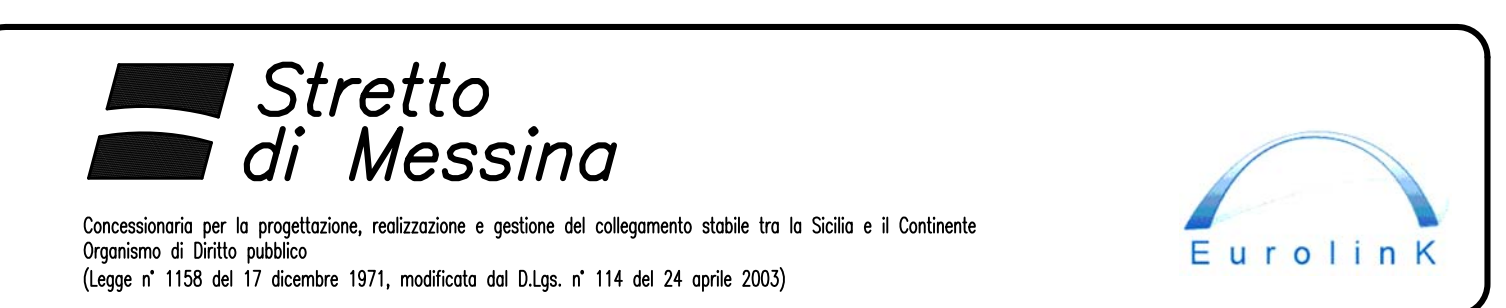 Stretto
di Messina
Concessionaria per la progettazione, realizzazione e gestione del collegamento stabile tra la Sicilia e il Continente
Organismo di Diritto pubblico
(Legge n° 1158 del 17 dicembre 1971, modificata dal D.Lgs. n° 114 del 24 aprile 2003)
EurolinK